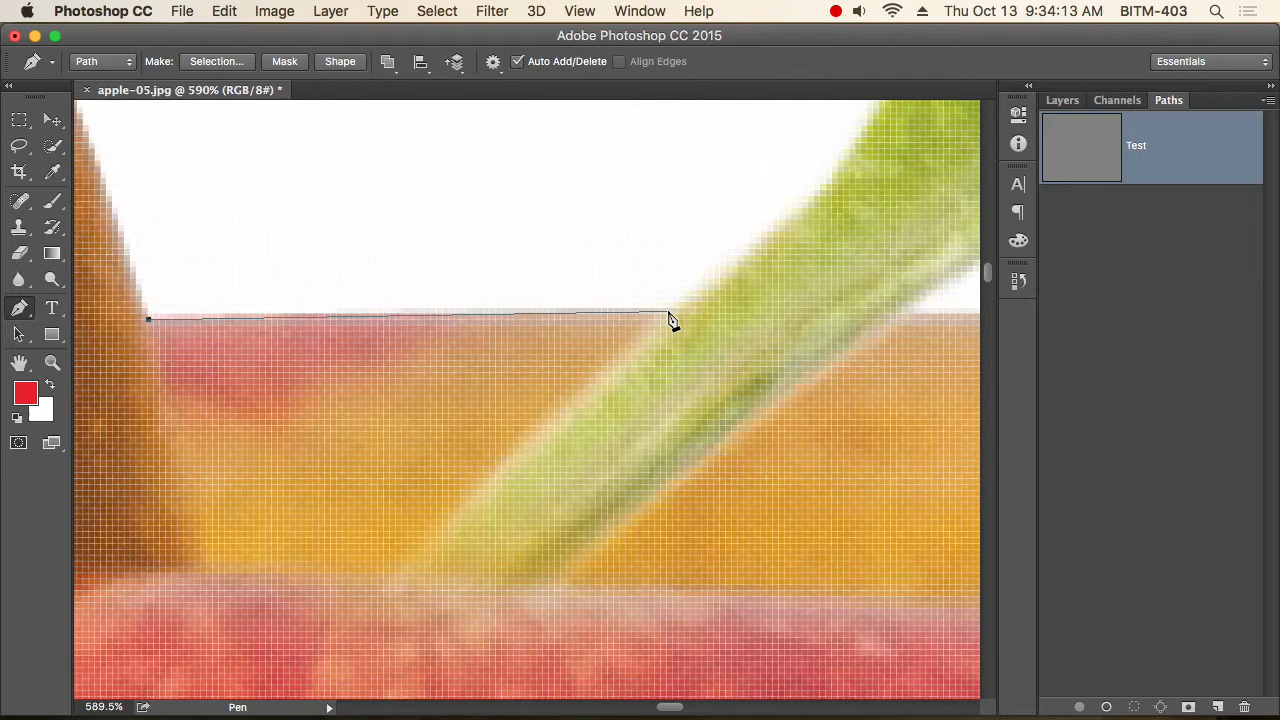 Photoshop CC File Edit Image Layer Type Select Filter 3D View Window Help Thu Oct 13 9:34:13 AM BITM-403
Adobe Photoshop CC 2015
Path Make: Selection... Mask Shape Auto Add/Delete Align Edges Essentials
apple-05.jpg @ 590% (RGB/8#) *
Layers Channels Paths
Test
589.5% Pen